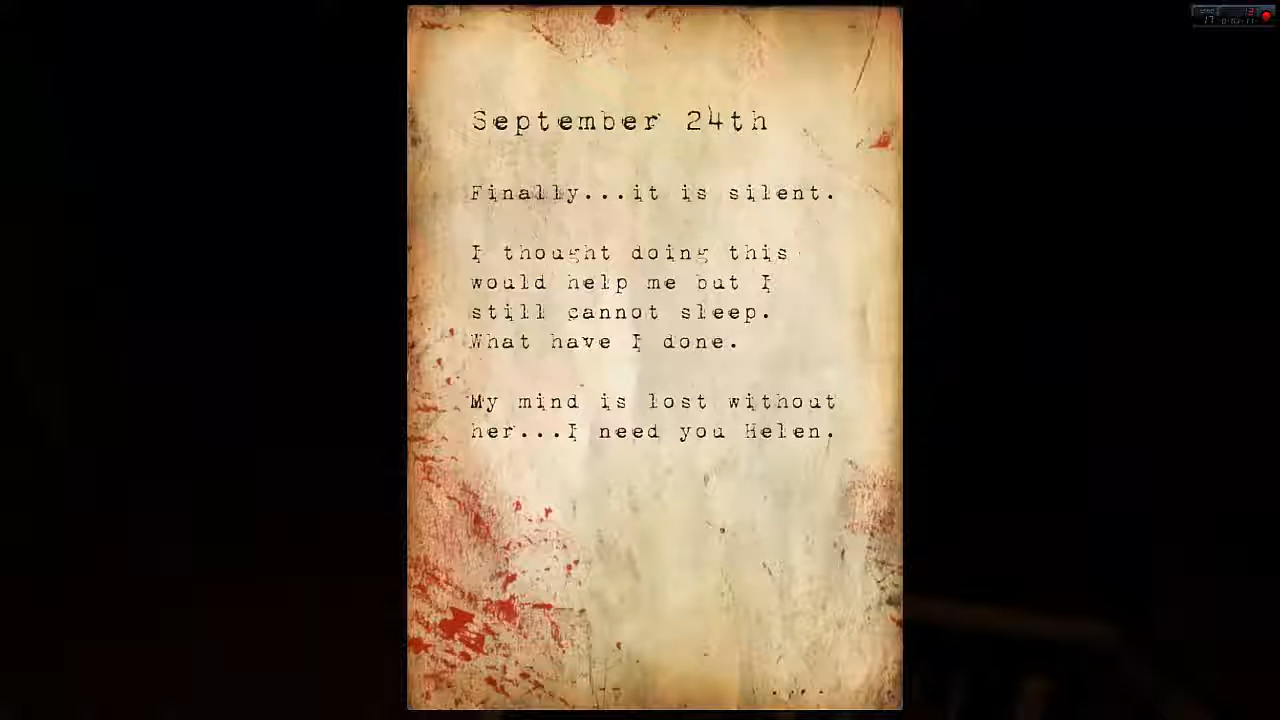 September 24th
Finally...it is silent.
I thought doing this
would help me but I
still cannot sleep.
What have I done.
My mind is lost without
her...I need you Helen.